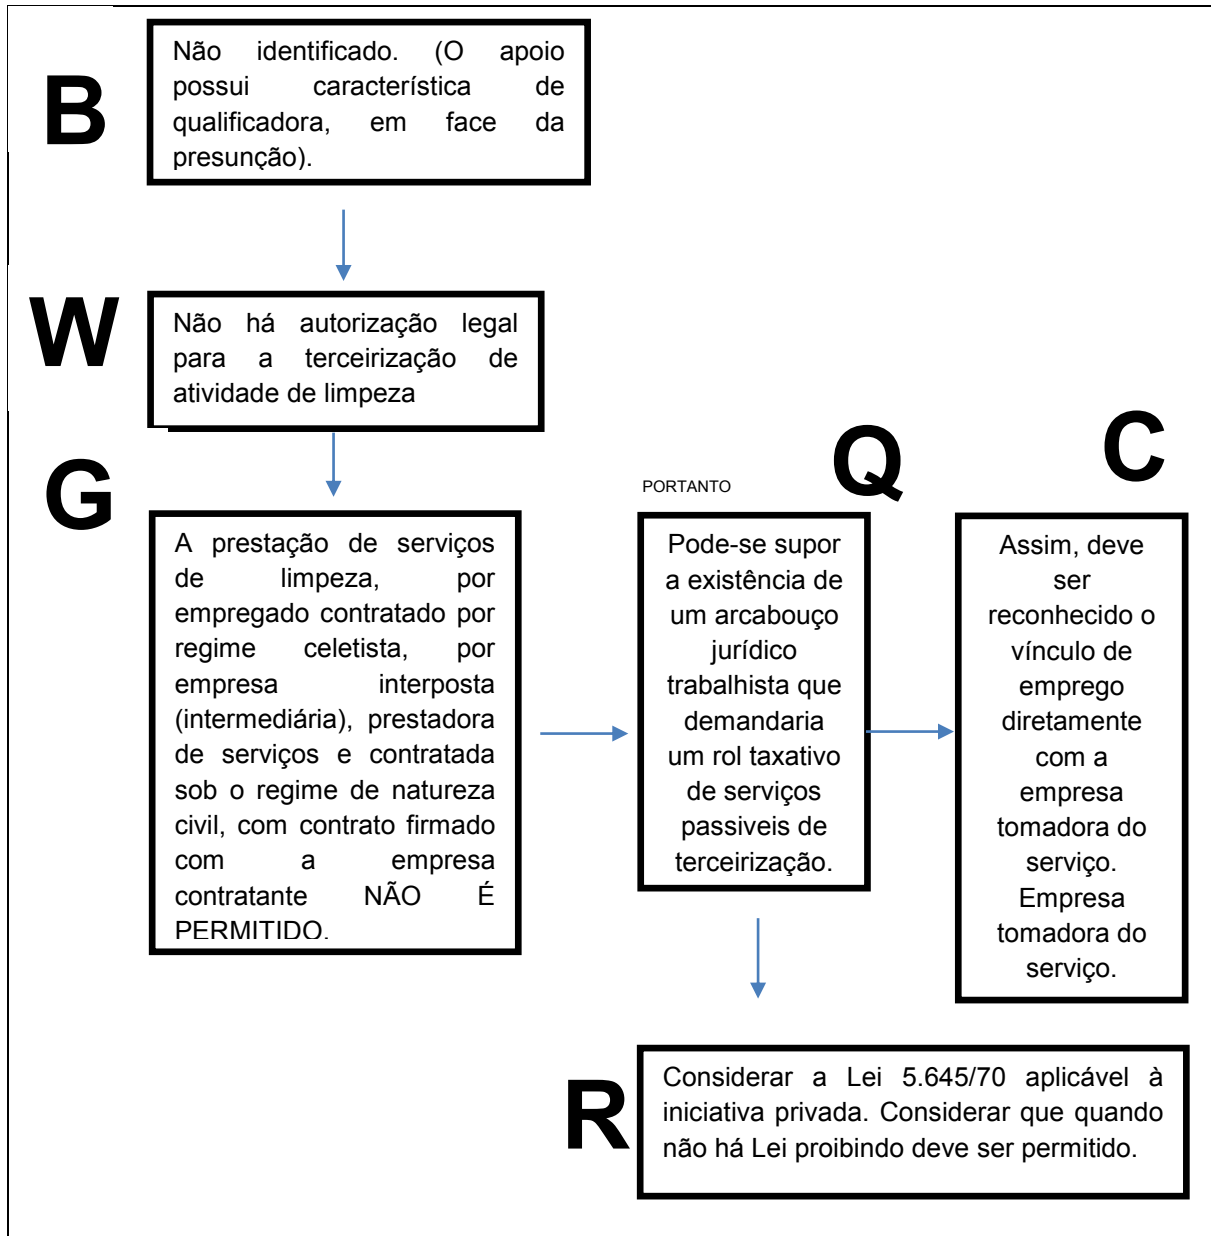 B
Não identificado. (O apoio
possui característica de
qualificadora, em face da
presunção).
W
Não há autorização legal
para a terceirização de
atividade de limpeza
G
A prestação de serviços
de limpeza, por
empregado contratado por
regime celetista, por
empresa interposta
(intermediária), prestadora
de serviços e contratada
sob o regime de natureza
civil, com contrato firmado
com a empresa
contratante NÃO É
PERMITIDO.
PORTANTO
Q
Pode-se supor
a existência de
um arcabouço
jurídico
trabalhista que
demandaria
um rol taxativo
de serviços
passiveis de
terceirização.
C
Assim, deve
ser
reconhecido o
vínculo de
emprego
diretamente
com a
empresa
tomadora do
serviço.
Empresa
tomadora do
serviço.
R
Considerar a Lei 5.645/70 aplicável à
iniciativa privada. Considerar que quando
não há Lei proibindo deve ser permitido.